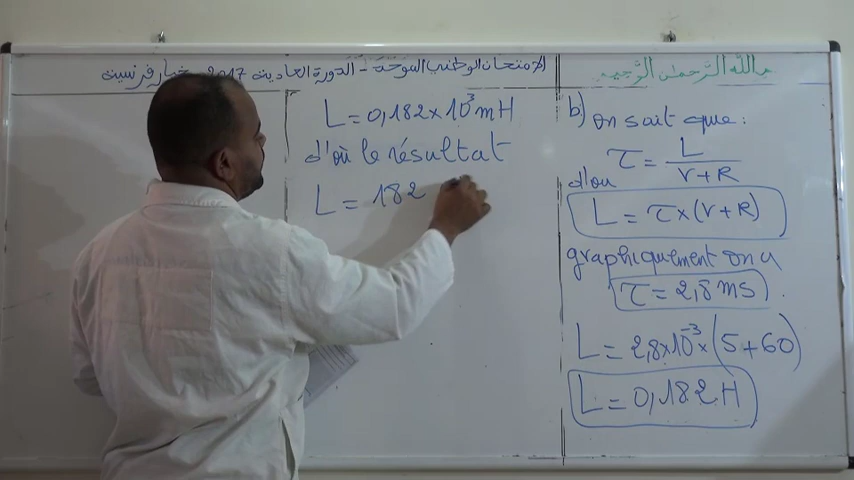 بسم الله الرحمن الرحيم
الامتحان الوطني الموحد - الدورة العادية 2017 - خيار فرنسية
b) on sait que :
τ = L / r+R
d'où
L = τ×(r+R)
graphiquement on a
τ = 2,8 ms.
L = 2,8×10⁻³×(5+60)
L = 0,182 H
L = 0,182×10³ mH
d'où le résultat
L = 182